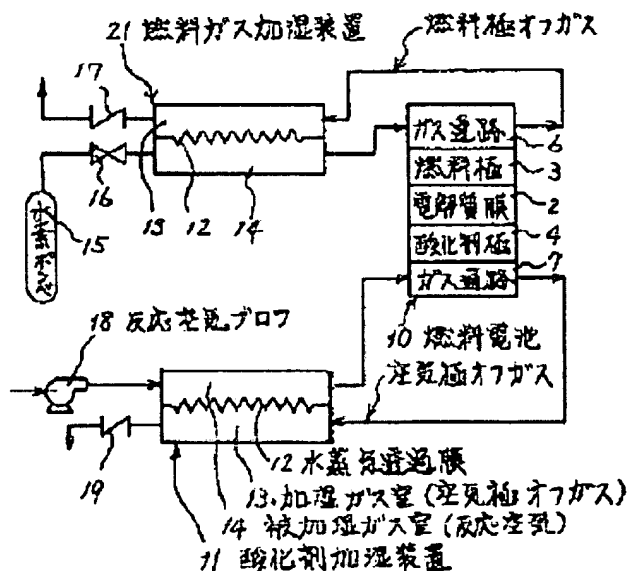 21 燃料ガス加湿装置
燃料極オフガス
17
13
12
14
16
15
水素ボンベ
ガス通路
6
燃料極
3
電解質膜
2
酸化剤極
4
ガス通路
7
10 燃料電池
空気極オフガス
18 反応空気ブロワ
19
12 水蒸気透過膜
13.加湿ガス室(空気極オフガス)
14 被加湿ガス室(反応空気)
11 酸化剤加湿装置